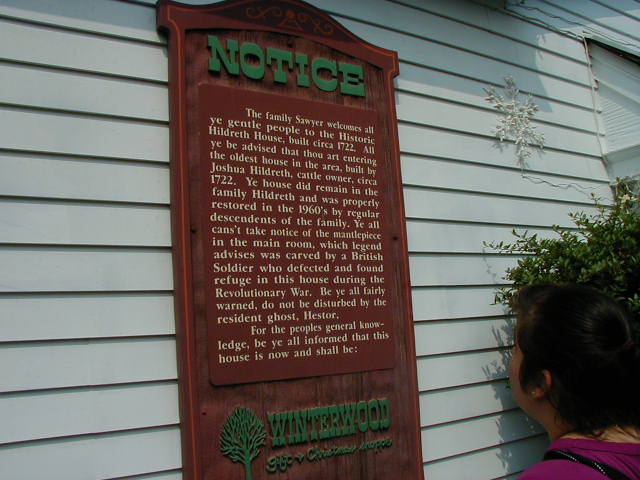 NOTICE
The family Sawyer welcomes all
ye gentle people to the Historic
Hildreth House, built circa 1722. All
ye be advised that thou art entering
the oldest house in the area, built by
Joshua Hildreth, cattle owner, circa
1722. Ye house did remain in the
family Hildreth and was properly
restored in the 1960's by regular
descendents of the family. Ye all
cans't take notice of the mantlepiece
in the main room, which legend
advises was carved by a British
Soldier who defected and found
refuge in this house during the
Revolutionary War. Be ye all fairly
warned, do not be disturbed by the
resident ghost, Hestor.
For the peoples general know-
ledge, be ye all informed that this
house is now and shall be:
WINTERWOOD
Gift & Christmas shoppe